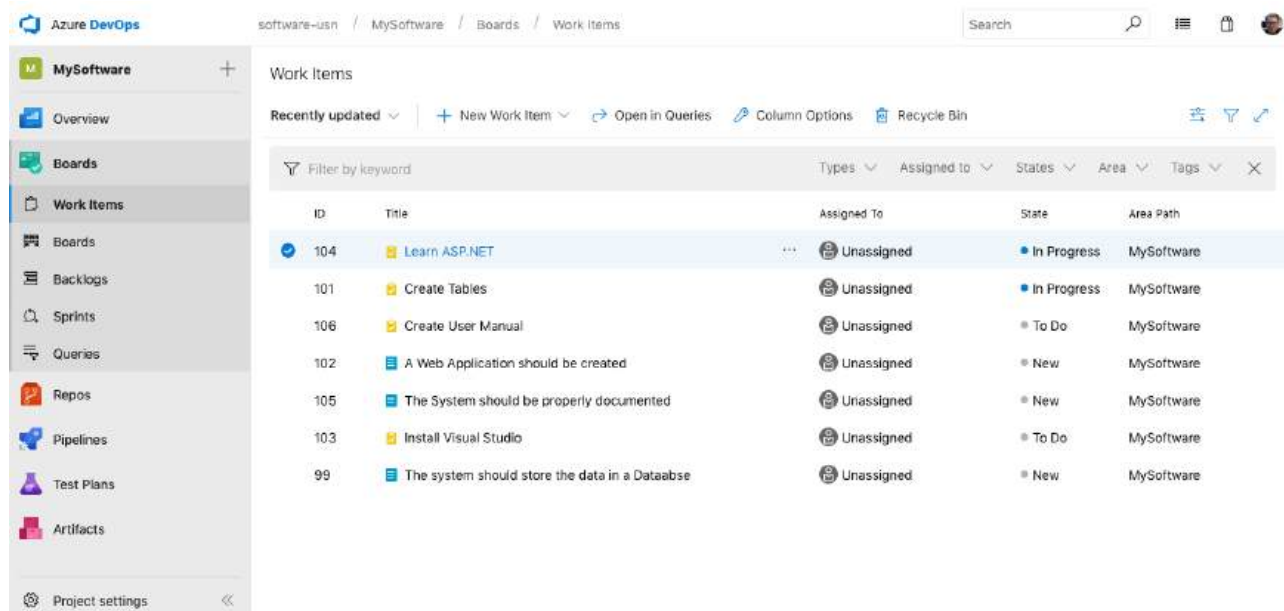 Azure DevOps
software-usn / MySoftware / Boards / Work Items
Search
M MySoftware
Work Items
Overview
Recently updated New Work Item Open in Queries Column Options Recycle Bin
Boards
Filter by keyword Types Assigned to States Area Tags
Work Items
ID Title Assigned To State Area Path
Boards
104 Learn ASP.NET ... Unassigned In Progress MySoftware
Backlogs
101 Create Tables Unassigned In Progress MySoftware
Sprints
106 Create User Manual Unassigned To Do MySoftware
Queries
102 A Web Application should be created Unassigned New MySoftware
Repos
105 The System should be properly documented Unassigned New MySoftware
Pipelines
103 Install Visual Studio Unassigned To Do MySoftware
Test Plans
99 The system should store the data in a Dataabse Unassigned New MySoftware
Artifacts
Project settings